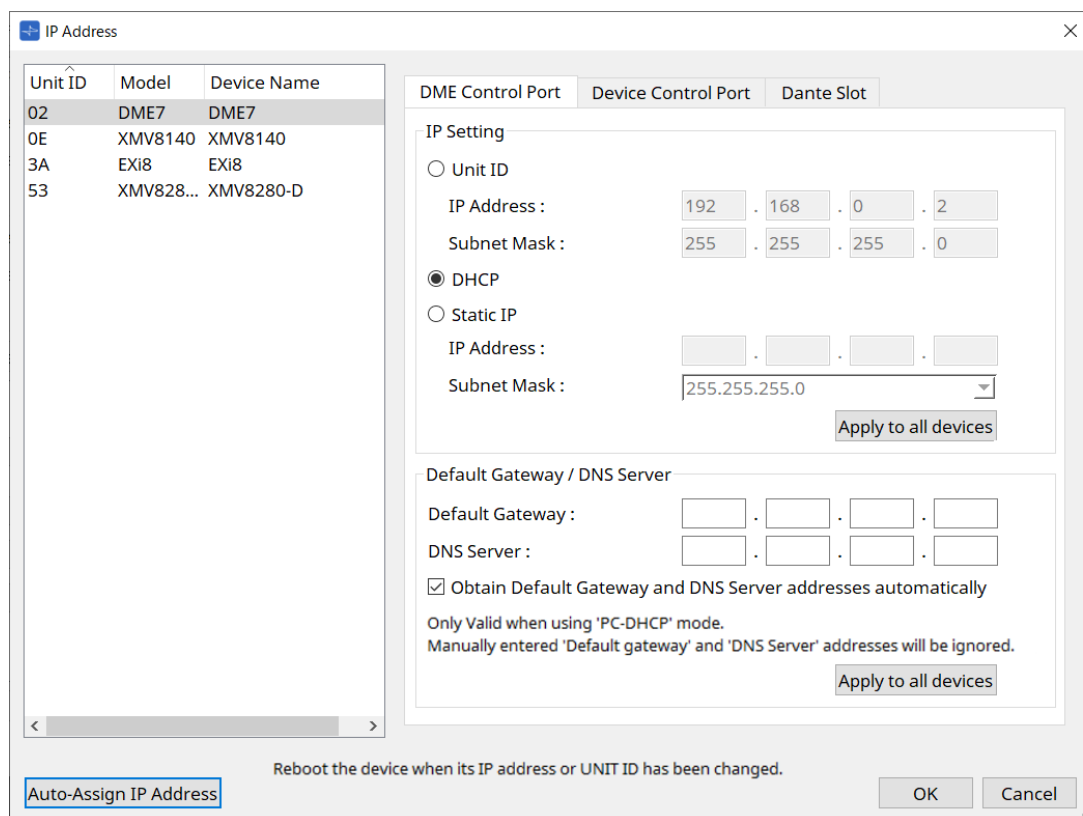 IP Address
Unit ID Model Device Name
02 DME7 DME7
0E XMV8140 XMV8140
3A EXi8 EXi8
53 XMV828... XMV8280-D
DME Control Port Device Control Port Dante Slot
IP Setting
Unit ID
IP Address : 192 . 168 . 0 . 2
Subnet Mask : 255 . 255 . 255 . 0
DHCP
Static IP
IP Address : . . .
Subnet Mask : 255.255.255.0
Apply to all devices
Default Gateway / DNS Server
Default Gateway : . . .
DNS Server : . . .
Obtain Default Gateway and DNS Server addresses automatically
Only Valid when using 'PC-DHCP' mode.
Manually entered 'Default gateway' and 'DNS Server' addresses will be ignored.
Apply to all devices
Reboot the device when its IP address or UNIT ID has been changed.
Auto-Assign IP Address OK Cancel